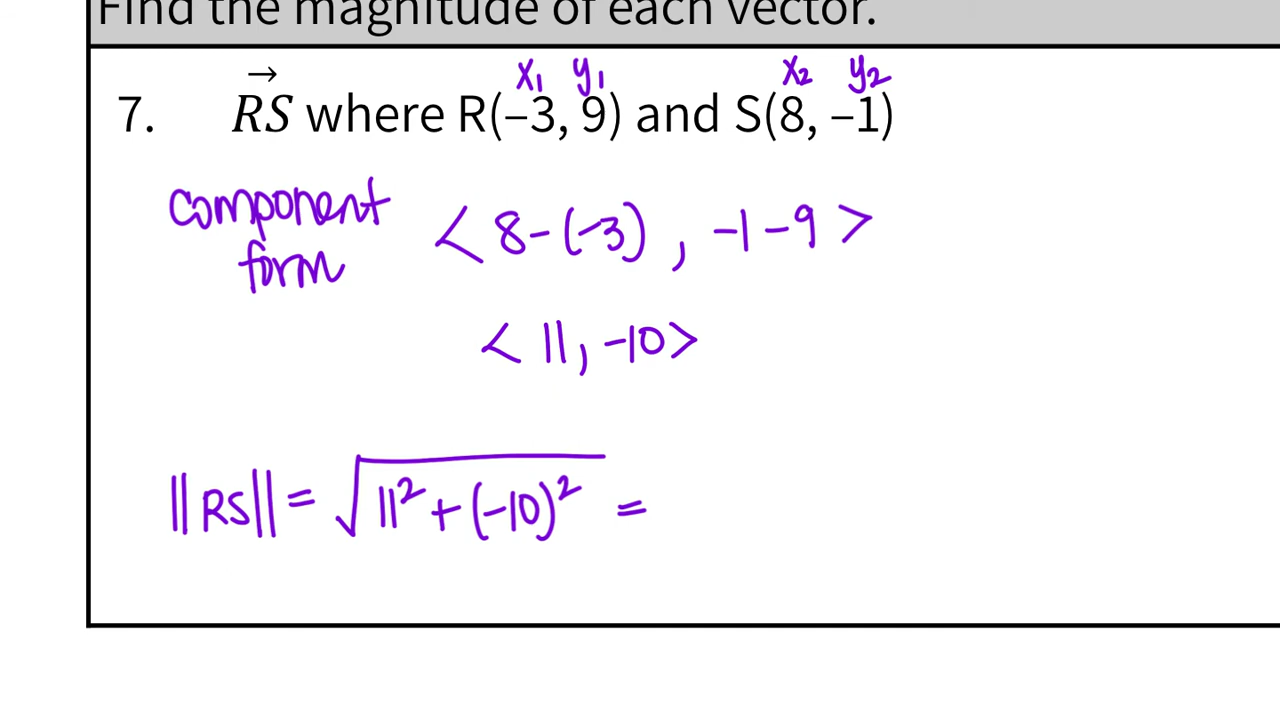 Find the magnitude of each vector.
x₁ y₁ x₂ y₂
7. →RS where R(–3, 9) and S(8, –1)
component < 8-(-3), -1-9 >
form
< 11, -10>
||RS|| = √11² + (-10)² =